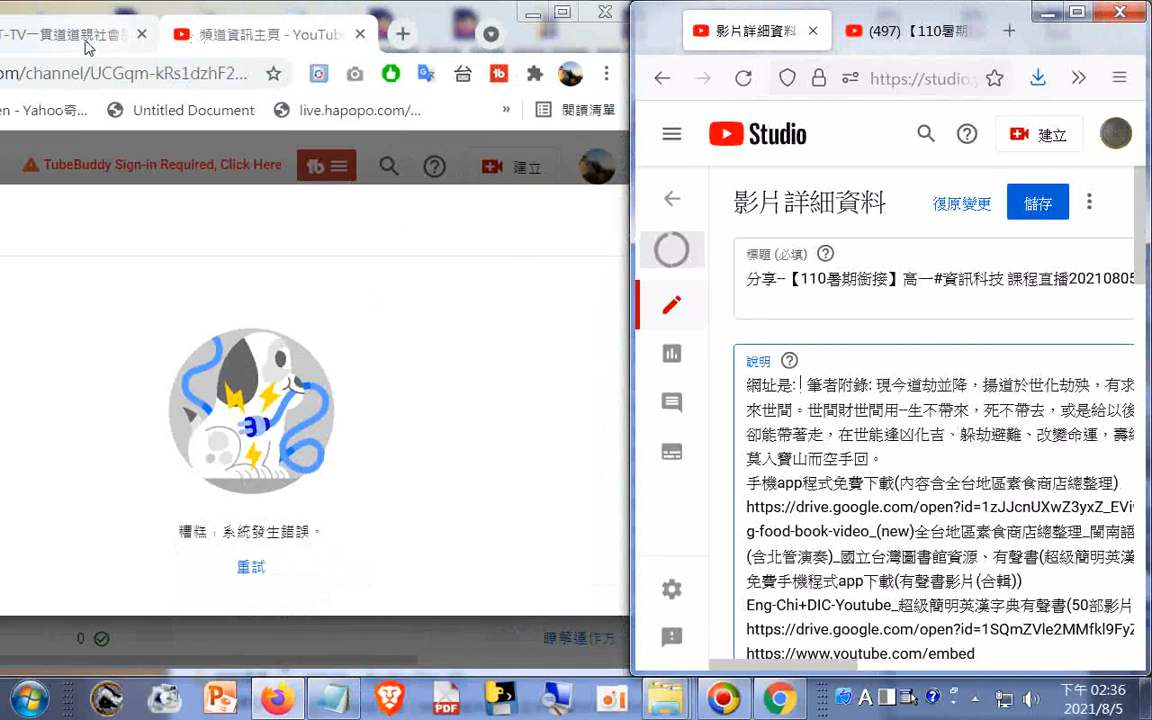 T-TV一貫道道親社會
頻道資訊主頁 - YouTube
om/channel/UCGqm-kRs1dzhF2...
en - Yahoo奇...
Untitled Document
live.hapopo.com/...
»
閱讀清單
TubeBuddy Sign-in Required, Click Here
tb
建立
糟糕，系統發生錯誤。
重試
0
瞭解運作方
影片詳細資料
(497)【110暑期
https://studio.y
Studio
建立
影片詳細資料
復原變更
儲存
標題 (必填)
分享--【110暑期銜接】高一#資訊科技 課程直播20210805
說明
網址是: 筆者附錄: 現今道劫並降，揚道於世化劫殃，有求
來世間。世間財世間用--生不帶來，死不帶去，或是給以後
卻能帶著走，在世能逢凶化吉、躲劫避難、改變命運，壽終
莫入寶山而空手回。
手機app程式免費下載(內容含全台地區素食商店總整理)
https://drive.google.com/open?id=1zJJcnUXwZ3yxZ_EVi
g-food-book-video_(new)全台地區素食商店總整理_閩南語
(含北管演奏)_國立台灣圖書館資源、有聲書(超級簡明英漢
免費手機程式app下載(有聲書影片(合輯))
Eng-Chi+DIC-Youtube_超級簡明英漢字典有聲書(50部影片
https://drive.google.com/open?id=1SQmZVle2MMfkl9FyZ
https://www.youtube.com/embed
下午 02:36
2021/8/5